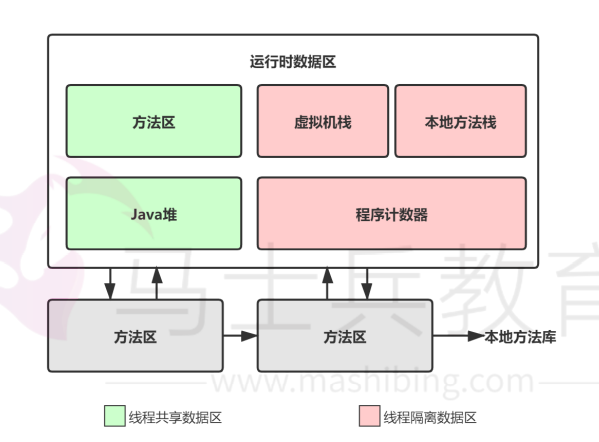 运行时数据区
方法区
虚拟机栈
本地方法栈
Java堆
程序计数器
马士兵教育
方法区
方法区
本地方法库
www.mashibing.com
线程共享数据区
线程隔离数据区